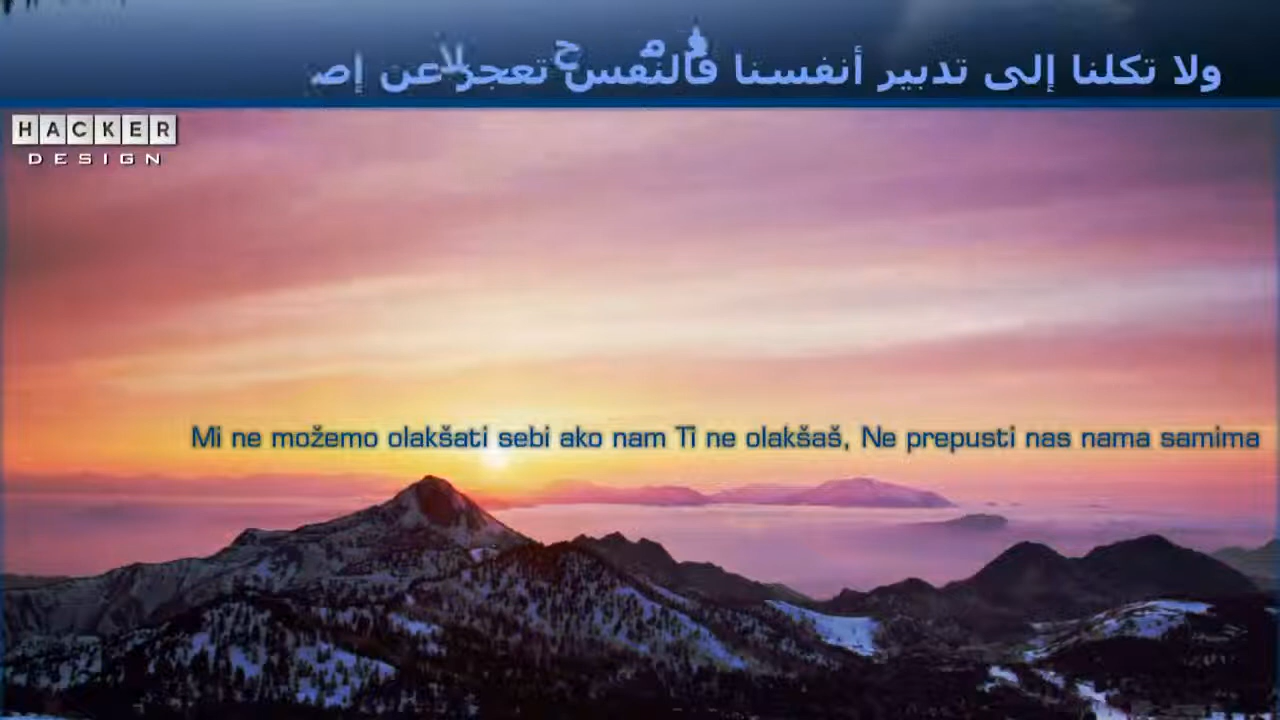 ولا تكلنا إلى تدبير أنفسنا فالنفس تعجز عن
HACKER
DESIGN
Mi ne možemo olakšati sebi ako nam Ti ne olakšaš, Ne prepusti nas nama samima